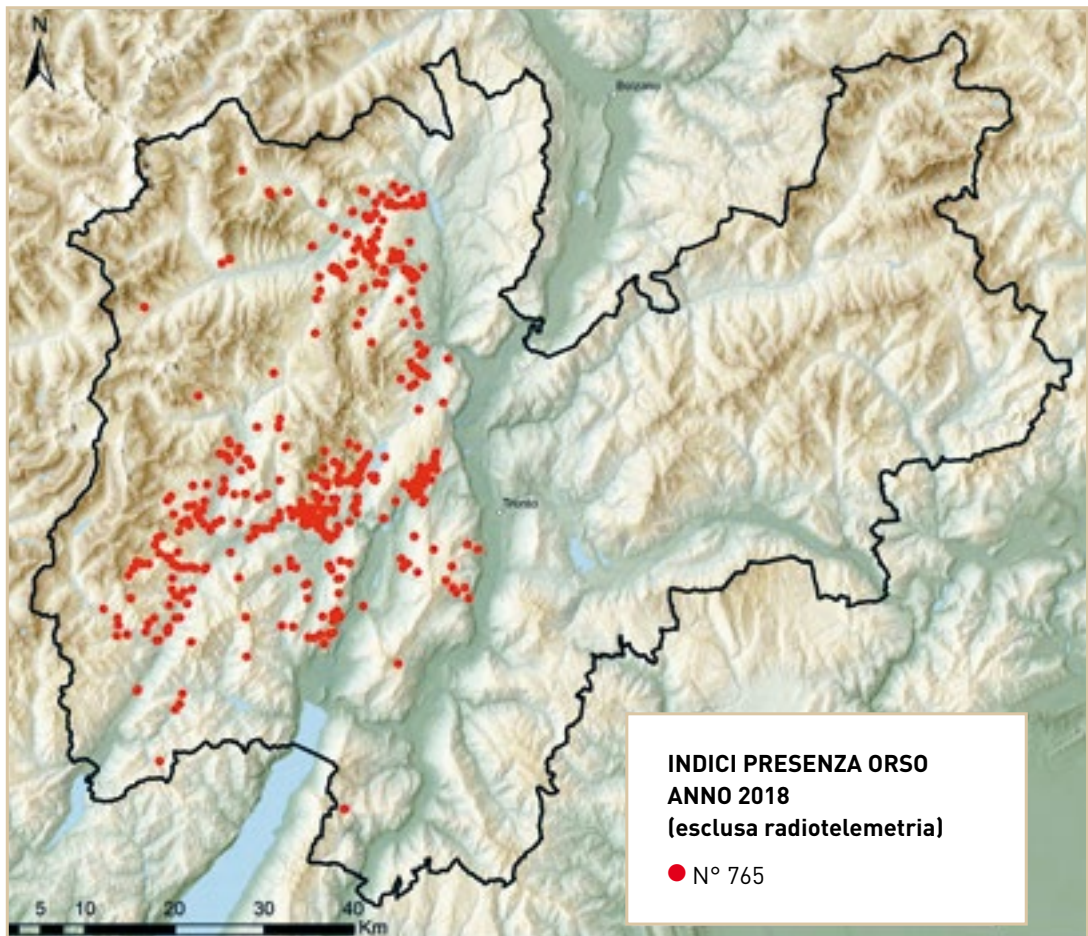 N
Bolzano
Trento
INDICI PRESENZA ORSO
ANNO 2018
(esclusa radiotelemetria)
N° 765
5 10 20 30 40
Km